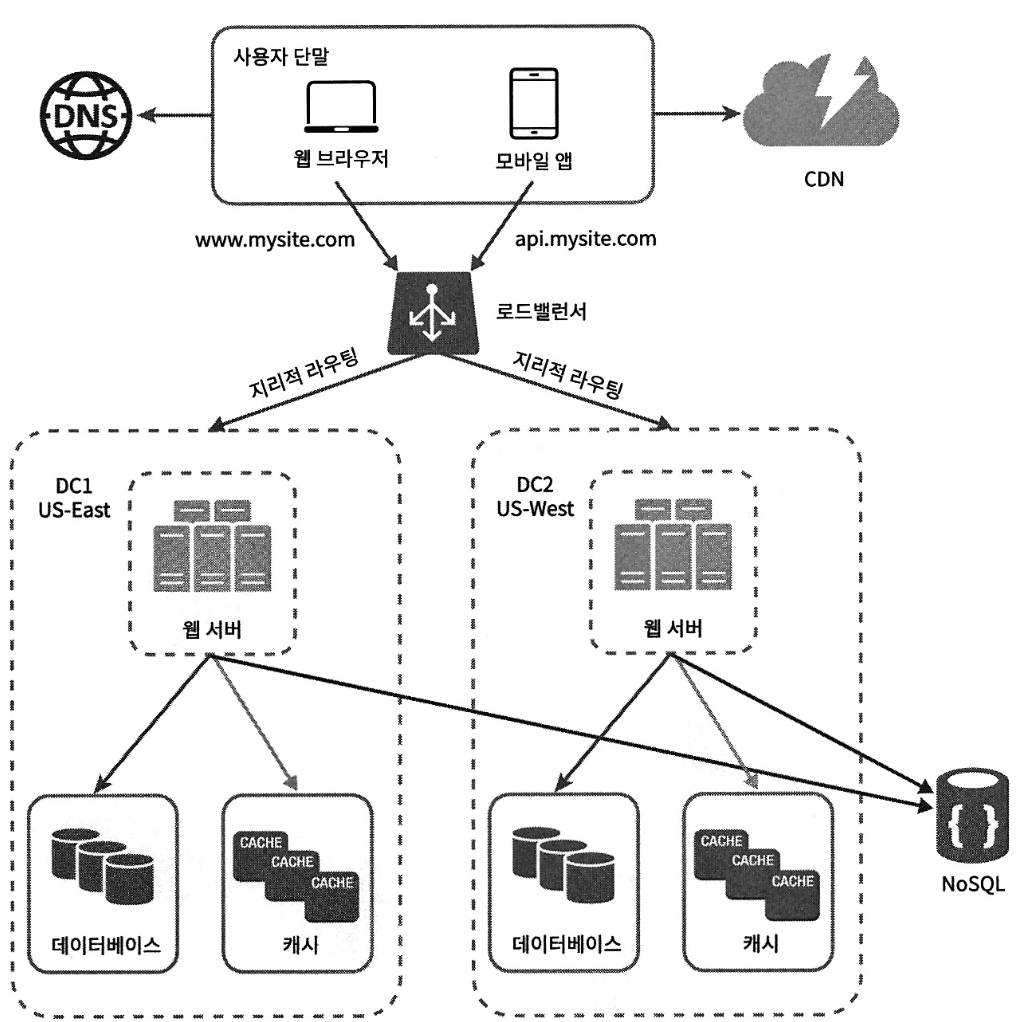 사용자 단말
DNS
웹 브라우저
모바일 앱
CDN
www.mysite.com
api.mysite.com
로드밸런서
지리적 라우팅
지리적 라우팅
DC1
US-East
웹 서버
DC2
US-West
웹 서버
데이터베이스
CACHE
CACHE
CACHE
캐사
데이터베이스
CACHE
CACHE
CACHE
캐시
{ }
NoSQL